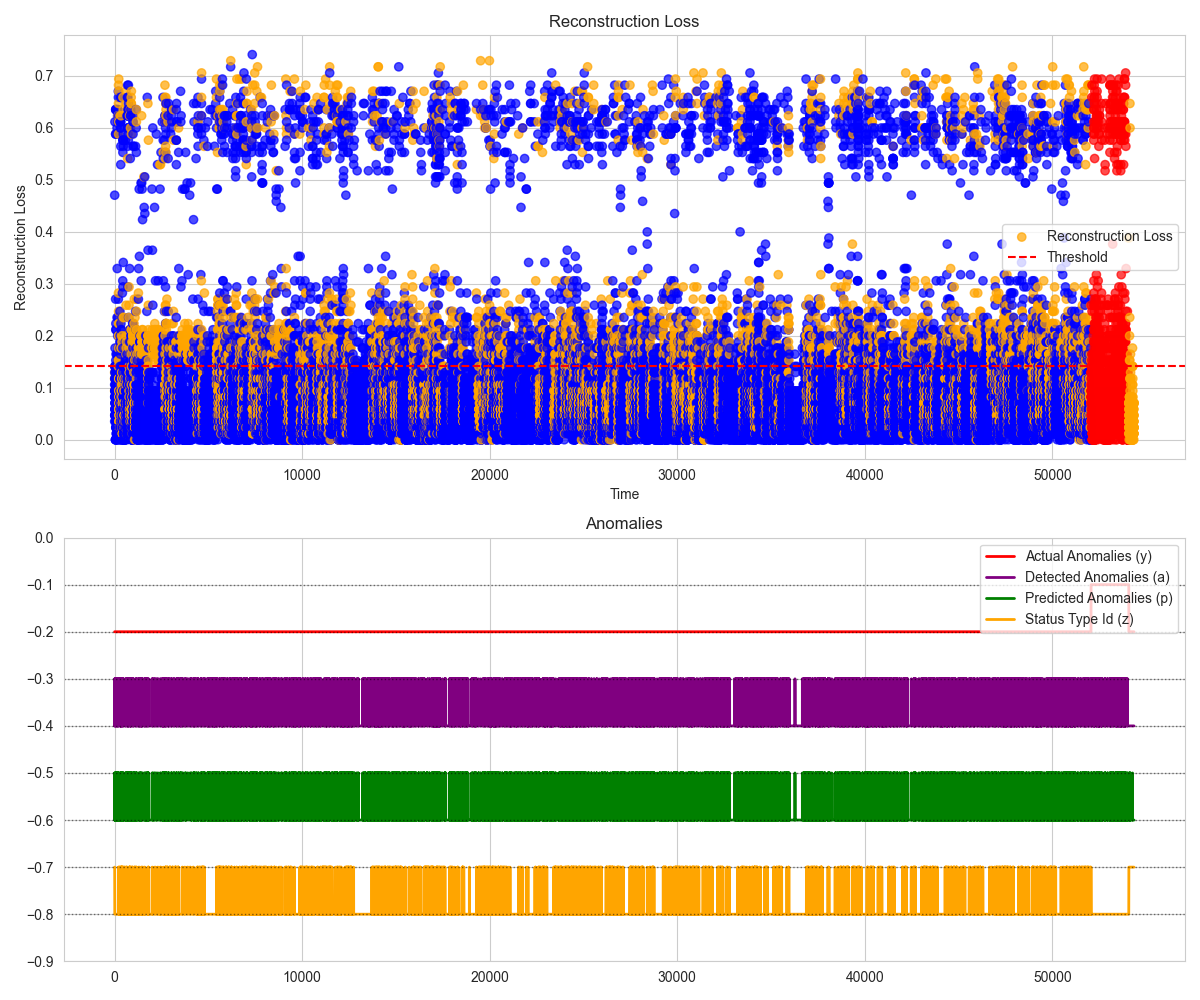 Reconstruction Loss
0.7
0.6
0.5
0.4
0.3
0.2
0.1
0.0
Reconstruction Loss
Reconstruction Loss
Threshold
0 10000 20000 30000 40000 50000
Time
Anomalies
0.0
−0.1
−0.2
−0.3
−0.4
−0.5
−0.6
−0.7
−0.8
−0.9
Actual Anomalies (y)
Detected Anomalies (a)
Predicted Anomalies (p)
Status Type Id (z)
0 10000 20000 30000 40000 50000